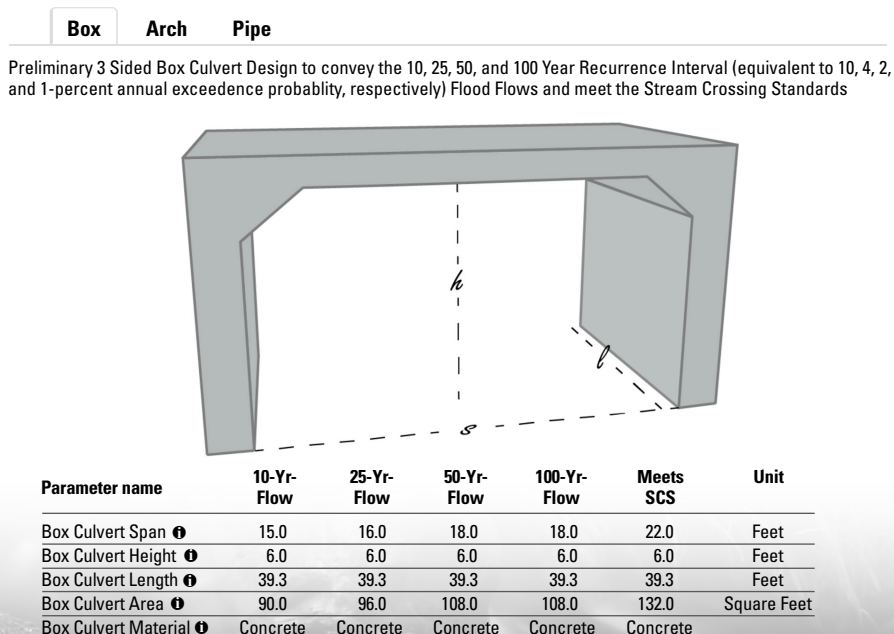 Box Arch Pipe
Preliminary 3 Sided Box Culvert Design to convey the 10, 25, 50, and 100 Year Recurrence Interval (equivalent to 10, 4, 2,
and 1-percent annual exceedence probablity, respectively) Flood Flows and meet the Stream Crossing Standards
h
l
s
Parameter name 10-Yr- 25-Yr- 50-Yr- 100-Yr- Meets Unit
Flow Flow Flow Flow SCS
Box Culvert Span i 15.0 16.0 18.0 18.0 22.0 Feet
Box Culvert Height i 6.0 6.0 6.0 6.0 6.0 Feet
Box Culvert Length i 39.3 39.3 39.3 39.3 39.3 Feet
Box Culvert Area i 90.0 96.0 108.0 108.0 132.0 Square Feet
Box Culvert Material i Concrete Concrete Concrete Concrete Concrete